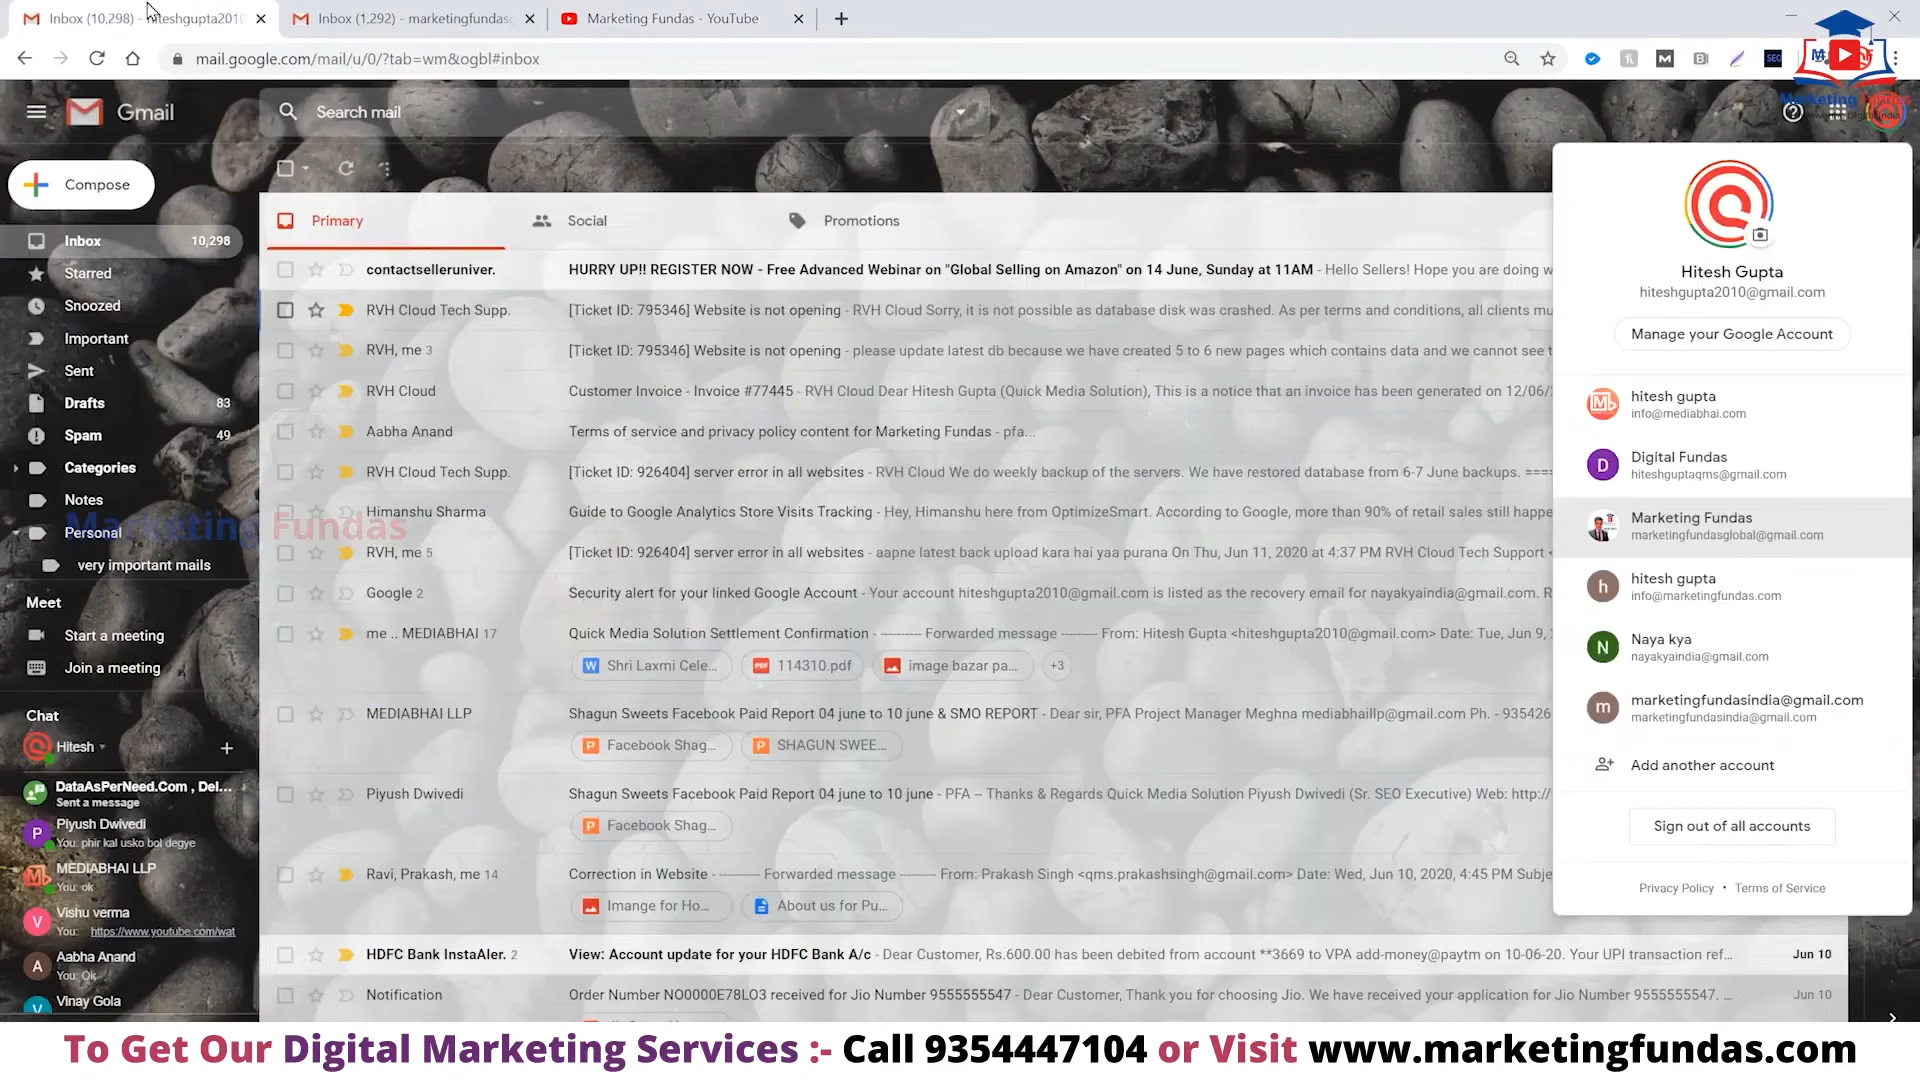 Inbox (10,298) - hiteshgupta2010
Inbox (1,292) - marketingfundas
Marketing Fundas - YouTube
mail.google.com/mail/u/0/?tab=wm&ogbl#inbox
Gmail
Search mail
Compose
Inbox 10,298
Starred
Snoozed
Important
Sent
Drafts 83
Spam 49
Categories
Notes
Personal
very important mails
Meet
Start a meeting
Join a meeting
Chat
Hitesh
DataAsPerNeed.Com , Del...
Sent a message
Piyush Dwivedi
You: phir kal usko bol degye
MEDIABHAI LLP
You: ok
Vishu verma
You: https://www.youtube.com/wat
Aabha Anand
You: Ok
Vinay Gola
Marketing Fundas
Primary
Social
Promotions
contactselleruniver. HURRY UP!! REGISTER NOW - Free Advanced Webinar on "Global Selling on Amazon" on 14 June, Sunday at 11AM - Hello Sellers! Hope you are doing w
RVH Cloud Tech Supp. [Ticket ID: 795346] Website is not opening - RVH Cloud Sorry, it is not possible as database disk was crashed. As per terms and conditions, all clients mu
RVH, me 3 [Ticket ID: 795346] Website is not opening - please update latest db because we have created 5 to 6 new pages which contains data and we cannot see t
RVH Cloud Customer Invoice - Invoice #77445 - RVH Cloud Dear Hitesh Gupta (Quick Media Solution), This is a notice that an invoice has been generated on 12/06/
Aabha Anand Terms of service and privacy policy content for Marketing Fundas - pfa...
RVH Cloud Tech Supp. [Ticket ID: 926404] server error in all websites - RVH Cloud We do weekly backup of the servers. We have restored database from 6-7 June backups. ====
Himanshu Sharma Guide to Google Analytics Store Visits Tracking - Hey, Himanshu here from OptimizeSmart. According to Google, more than 90% of retail sales still happe
RVH, me 5 [Ticket ID: 926404] server error in all websites - aapne latest back upload kara hai yaa purana On Thu, Jun 11, 2020 at 4:37 PM RVH Cloud Tech Support <
Google 2 Security alert for your linked Google Account - Your account hiteshgupta2010@gmail.com is listed as the recovery email for nayakyaindia@gmail.com. R
me .. MEDIABHAI 17 Quick Media Solution Settlement Confirmation - ---------- Forwarded message --------- From: Hitesh Gupta <hiteshgupta2010@gmail.com> Date: Tue, Jun 9,
Shri Laxmi Cele... 114310.pdf image bazar pa... +3
MEDIABHAI LLP Shagun Sweets Facebook Paid Report 04 june to 10 june & SMO REPORT - Dear sir, PFA Project Manager Meghna mediabhaillp@gmail.com Ph. - 935426
Facebook Shag... SHAGUN SWEE...
Piyush Dwivedi Shagun Sweets Facebook Paid Report 04 june to 10 june - PFA -- Thanks & Regards Quick Media Solution Piyush Dwivedi (Sr. SEO Executive) Web: http://
Facebook Shag...
Ravi, Prakash, me 14 Correction in Website - ---------- Forwarded message --------- From: Prakash Singh <qms.prakashsingh@gmail.com> Date: Wed, Jun 10, 2020, 4:45 PM Subje
Imange for Ho... About us for Pu...
HDFC Bank InstaAler. 2 View: Account update for your HDFC Bank A/c - Dear Customer, Rs.600.00 has been debited from account **3669 to VPA add-money@paytm on 10-06-20. Your UPI transaction ref... Jun 10
Notification Order Number NO0000E78LO3 received for Jio Number 9555555547 - Dear Customer, Thank you for choosing Jio. We have received your application for Jio Number 9555555547. ... Jun 10
Hitesh Gupta
hiteshgupta2010@gmail.com
Manage your Google Account
hitesh gupta
info@mediabhai.com
Digital Fundas
hiteshguptaqms@gmail.com
Marketing Fundas
marketingfundasglobal@gmail.com
hitesh gupta
info@marketingfundas.com
Naya kya
nayakyaindia@gmail.com
marketingfundasindia@gmail.com
marketingfundasindia@gmail.com
Add another account
Sign out of all accounts
Privacy Policy • Terms of Service
To Get Our Digital Marketing Services :- Call 9354447104 or Visit www.marketingfundas.com